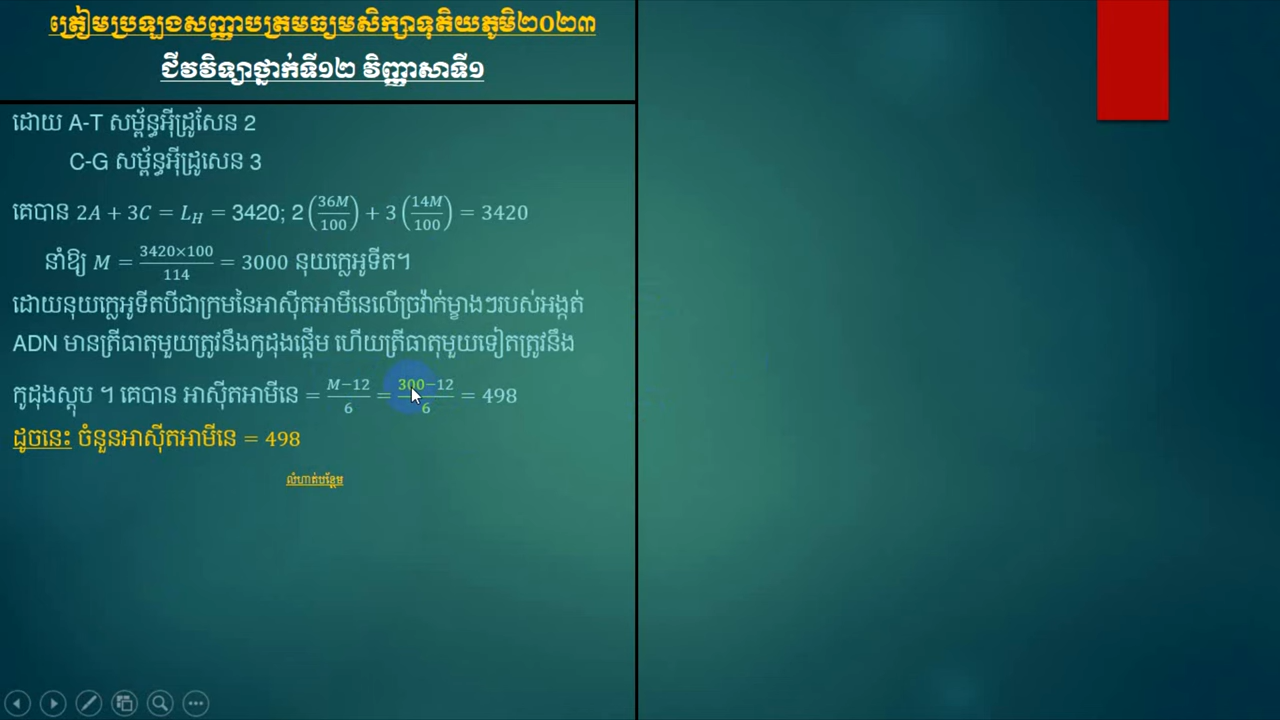 ត្រៀមប្រឡងសញ្ញាបត្រមធ្យមសិក្សាទុតិយភូមិ២០២៣
ជីវវិទ្យាថ្នាក់ទី១២ វិញ្ញាសាទី១
ដោយ A-T សម្ព័ន្ធអ៊ីដ្រូសែន 2
C-G សម្ព័ន្ធអ៊ីដ្រូសេន 3
គេបាន 2A + 3C = L_H = 3420; 2 (36M/100) + 3 (14M/100) = 3420
នាំឱ្យ M = 3420×100/114 = 3000 នុយក្លេអូទីត។
ដោយនុយក្លេអូទីតបីជាក្រមនៃអាស៊ីតអាមីនេលើច្រវ៉ាក់ម្ខាងៗរបស់អង្កត់
ADN មានត្រីធាតុមួយត្រូវនឹងកូដុងផ្ដើម ហើយត្រីធាតុមួយទៀតត្រូវនឹង
កូដុងស្តុប ។ គេបាន អាស៊ីតអាមីនេ = M−12/6 = 300−12/6 = 498
ដូចនេះ ចំនួនអាស៊ីតអាមីនេ = 498
លំហាត់បន្ថែម